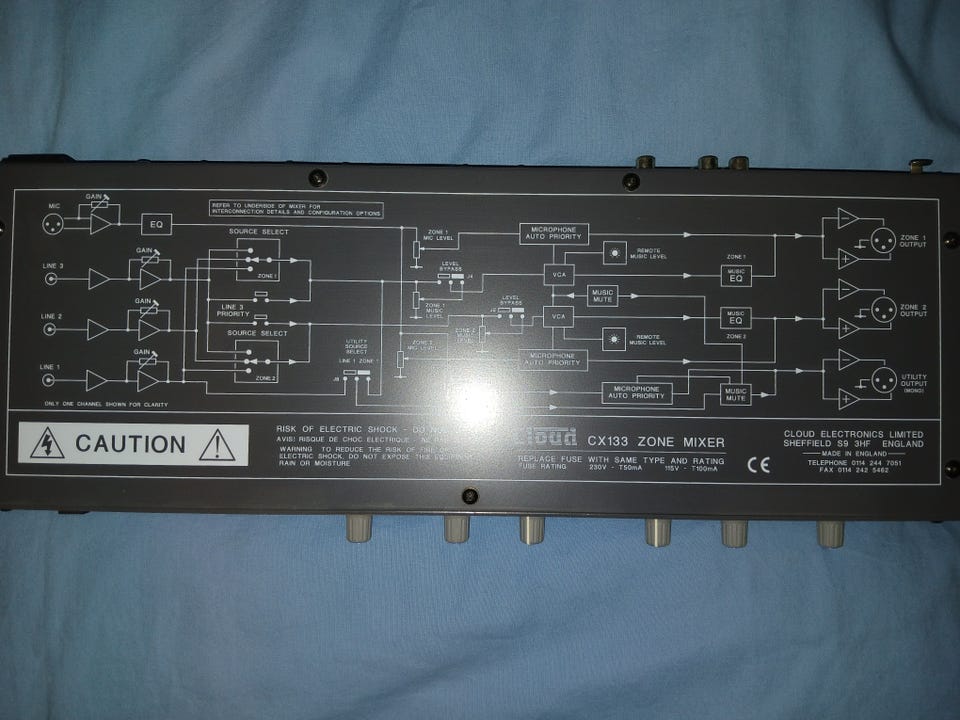 GAIN
MIC
EQ
REFER TO UNDERSIDE OF MIXER FOR
INTERCONNECTION DETAILS AND CONFIGURATION OPTIONS
SOURCE SELECT
ZONE 1
LINE 3
GAIN
LINE 3
PRIORITY
LINE 2
GAIN
SOURCE SELECT
ZONE 2
LINE 1
GAIN
ONLY ONE CHANNEL SHOWN FOR CLARITY
UTILITY
SOURCE
SELECT
LINE 1 ZONE 1
J8
ZONE 1
MIC LEVEL
LEVEL
BYPASS
J4
ZONE 1
MUSIC
LEVEL
LEVEL
BYPASS
ZONE 2
MUSIC
LEVEL
ZONE 2
MIC LEVEL
MICROPHONE
AUTO PRIORITY
VCA
REMOTE
MUSIC LEVEL
MUSIC
MUTE
VCA
REMOTE
MUSIC LEVEL
MICROPHONE
AUTO PRIORITY
MICROPHONE
AUTO PRIORITY
MUSIC
MUTE
ZONE 1
MUSIC
EQ
MUSIC
EQ
ZONE 2
ZONE 1
OUTPUT
ZONE 2
OUTPUT
UTILITY
OUTPUT
(MONO)
CAUTION
RISK OF ELECTRIC SHOCK - DO NO
AVIS! RISQUE DE CHOC ELECTRIQUE - NE PA
WARNING: TO REDUCE THE RISK OF FIRE O
ELECTRIC SHOCK, DO NOT EXPOSE THIS EQUIPM
RAIN OR MOISTURE
Cloud CX133 ZONE MIXER
REPLACE FUSE WITH SAME TYPE AND RATING
FUSE RATING 230V - T50mA 115V - T100mA
CE
CLOUD ELECTRONICS LIMITED
SHEFFIELD S9 3HF ENGLAND
MADE IN ENGLAND
TELEPHONE 0114 244 7051
FAX 0114 242 5462